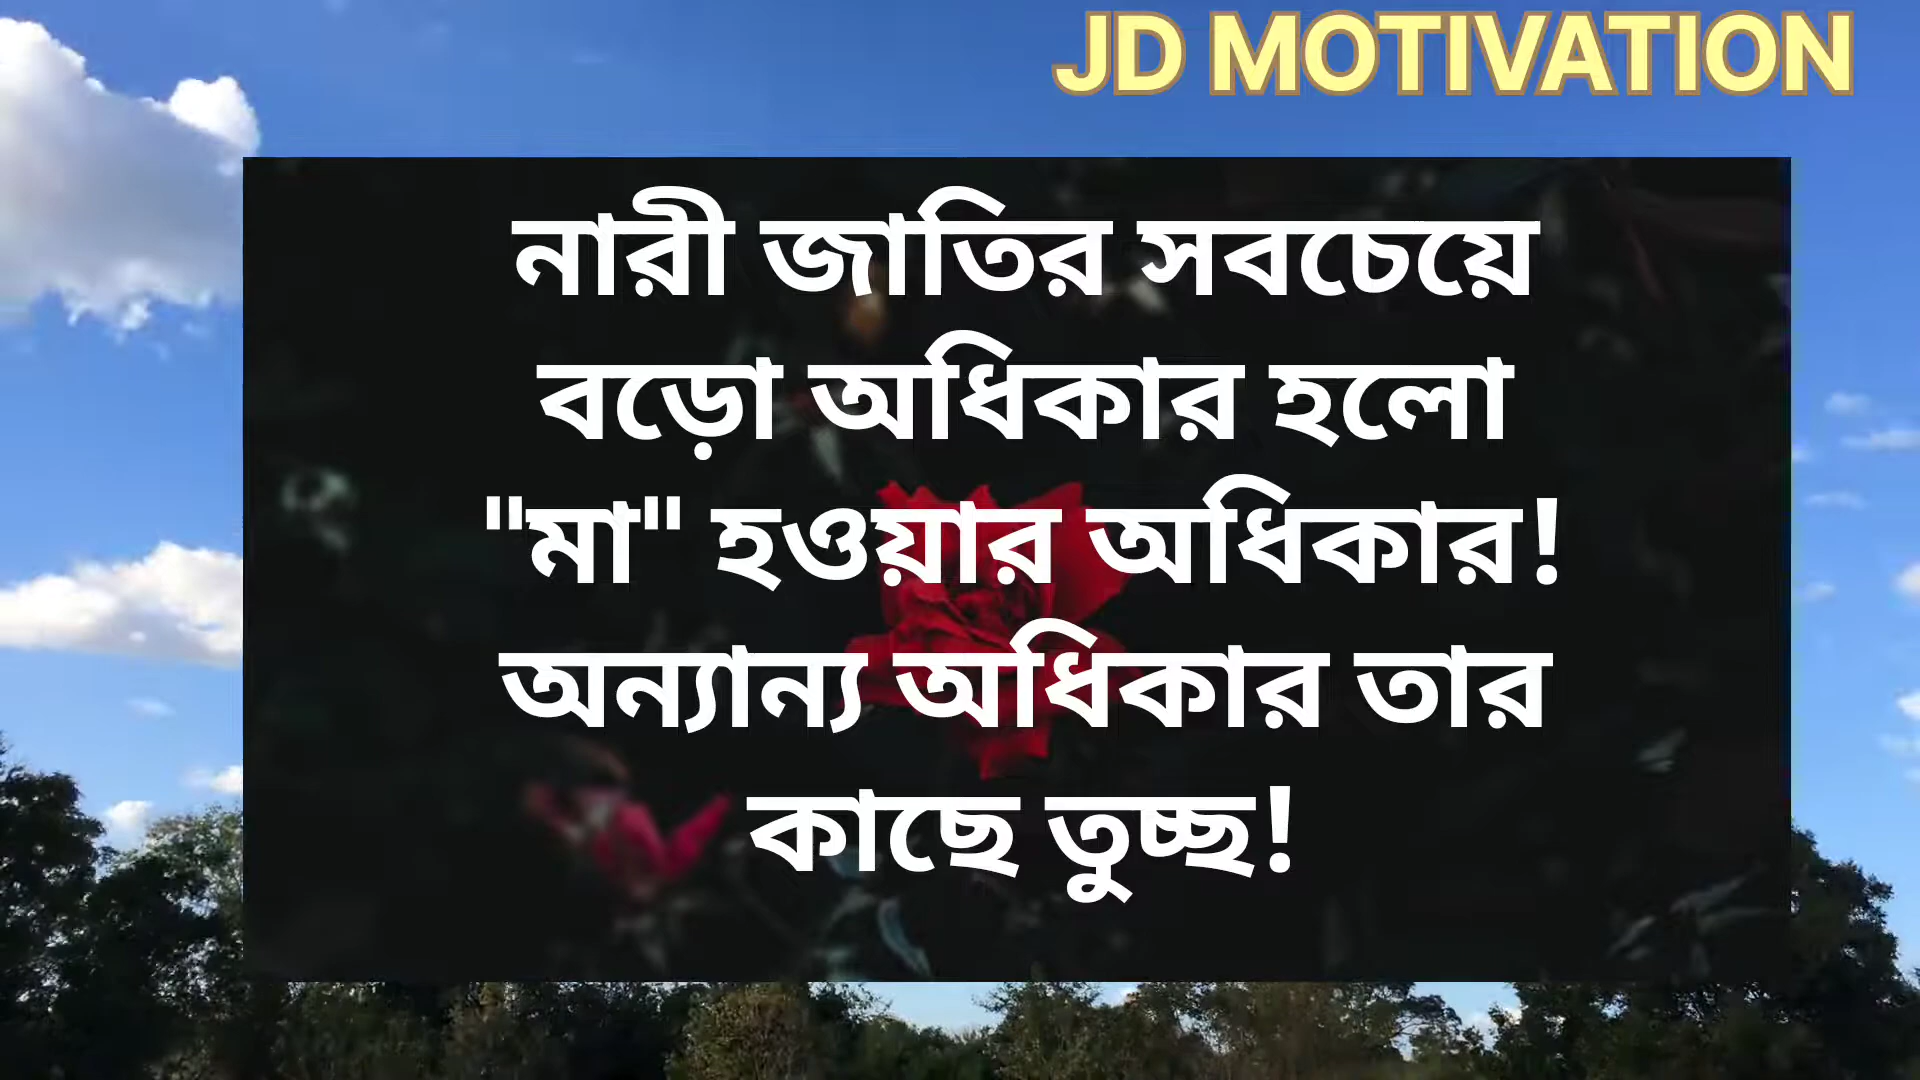 JD MOTIVATION
নারী জাতির সবচেয়ে
বড়ো অধিকার হলো
"মা" হওয়ার অধিকার!
অন্যান্য অধিকার তার
কাছে তুচ্ছ!